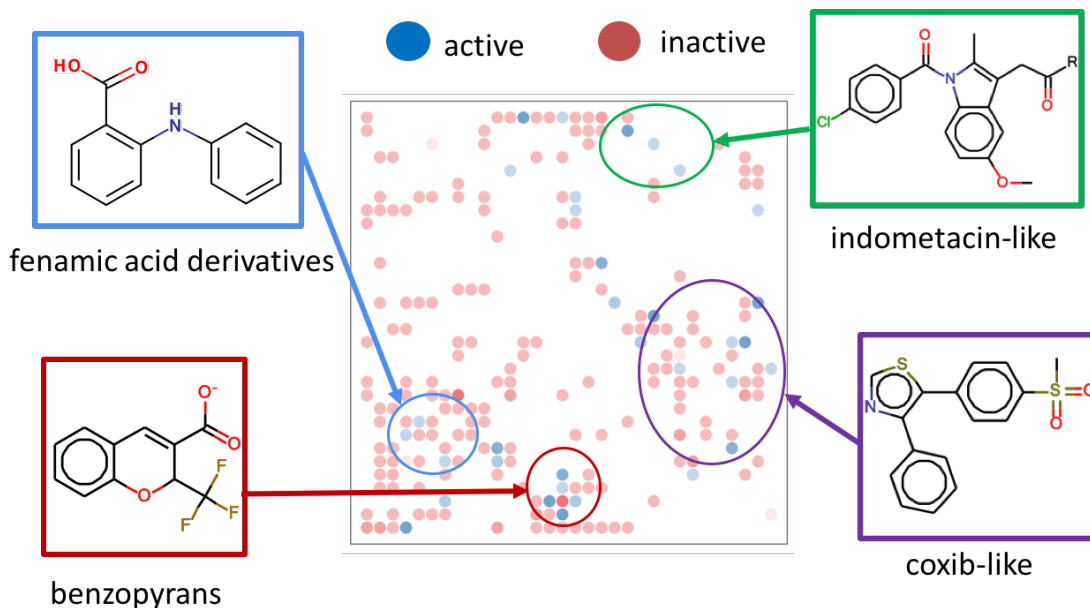 active
inactive
HO
O
H
N
fenamic acid derivatives
O
R
N
O
Cl
O
indometacin-like
O-
O
O
F
F
F
benzopyrans
S
N
S
O
O
coxib-like